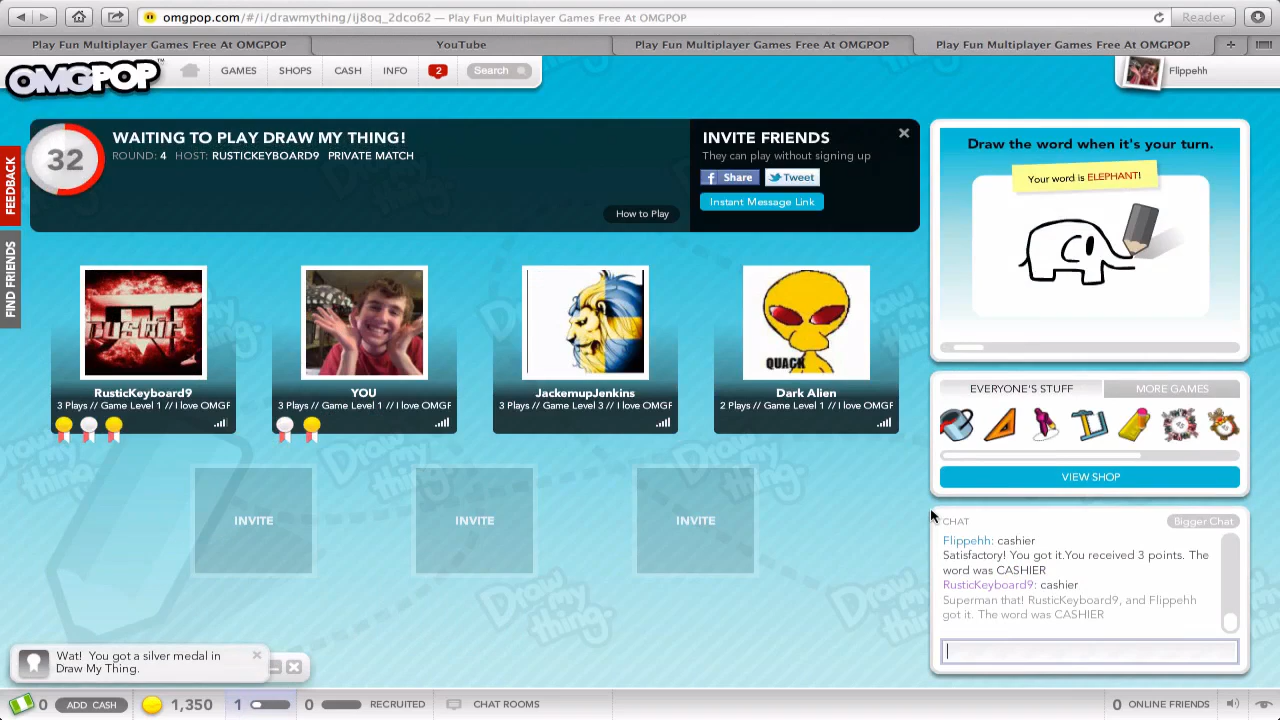 omgpop.com/#/i/drawmything/ij8oq_2dco62 — Play Fun Multiplayer Games Free At OMGPOP
Reader
Play Fun Multiplayer Games Free At OMGPOP
YouTube
Play Fun Multiplayer Games Free At OMGPOP
Play Fun Multiplayer Games Free At OMGPOP
OMGPOP
GAMES
SHOPS
CASH
INFO
2
Search
Flippehh
FEEDBACK
FIND FRIENDS
32
WAITING TO PLAY DRAW MY THING!
ROUND: 4 HOST: RUSTICKEYBOARD9 PRIVATE MATCH
How to Play
INVITE FRIENDS
They can play without signing up
f Share
Tweet
Instant Message Link
Draw the word when it's your turn.
Your word is ELEPHANT!
RUSTIC
RusticKeyboard9
3 Plays // Game Level 1 // I love OMGF
YOU
3 Plays // Game Level 1 // I love OMGF
JackemupJenkins
3 Plays // Game Level 3 // I love OMGF
QUACK
Dark Alien
2 Plays // Game Level 1 // I love OMGF
INVITE
INVITE
INVITE
EVERYONE'S STUFF
MORE GAMES
VIEW SHOP
CHAT
Bigger Chat
Flippehh: cashier
Satisfactory! You got it.You received 3 points. The
word was CASHIER
RusticKeyboard9: cashier
Superman that! RusticKeyboard9, and Flippehh
got it. The word was CASHIER
Wat! You got a silver medal in
Draw My Thing.
0
ADD CASH
1,350
1
0
RECRUITED
CHAT ROOMS
0 ONLINE FRIENDS